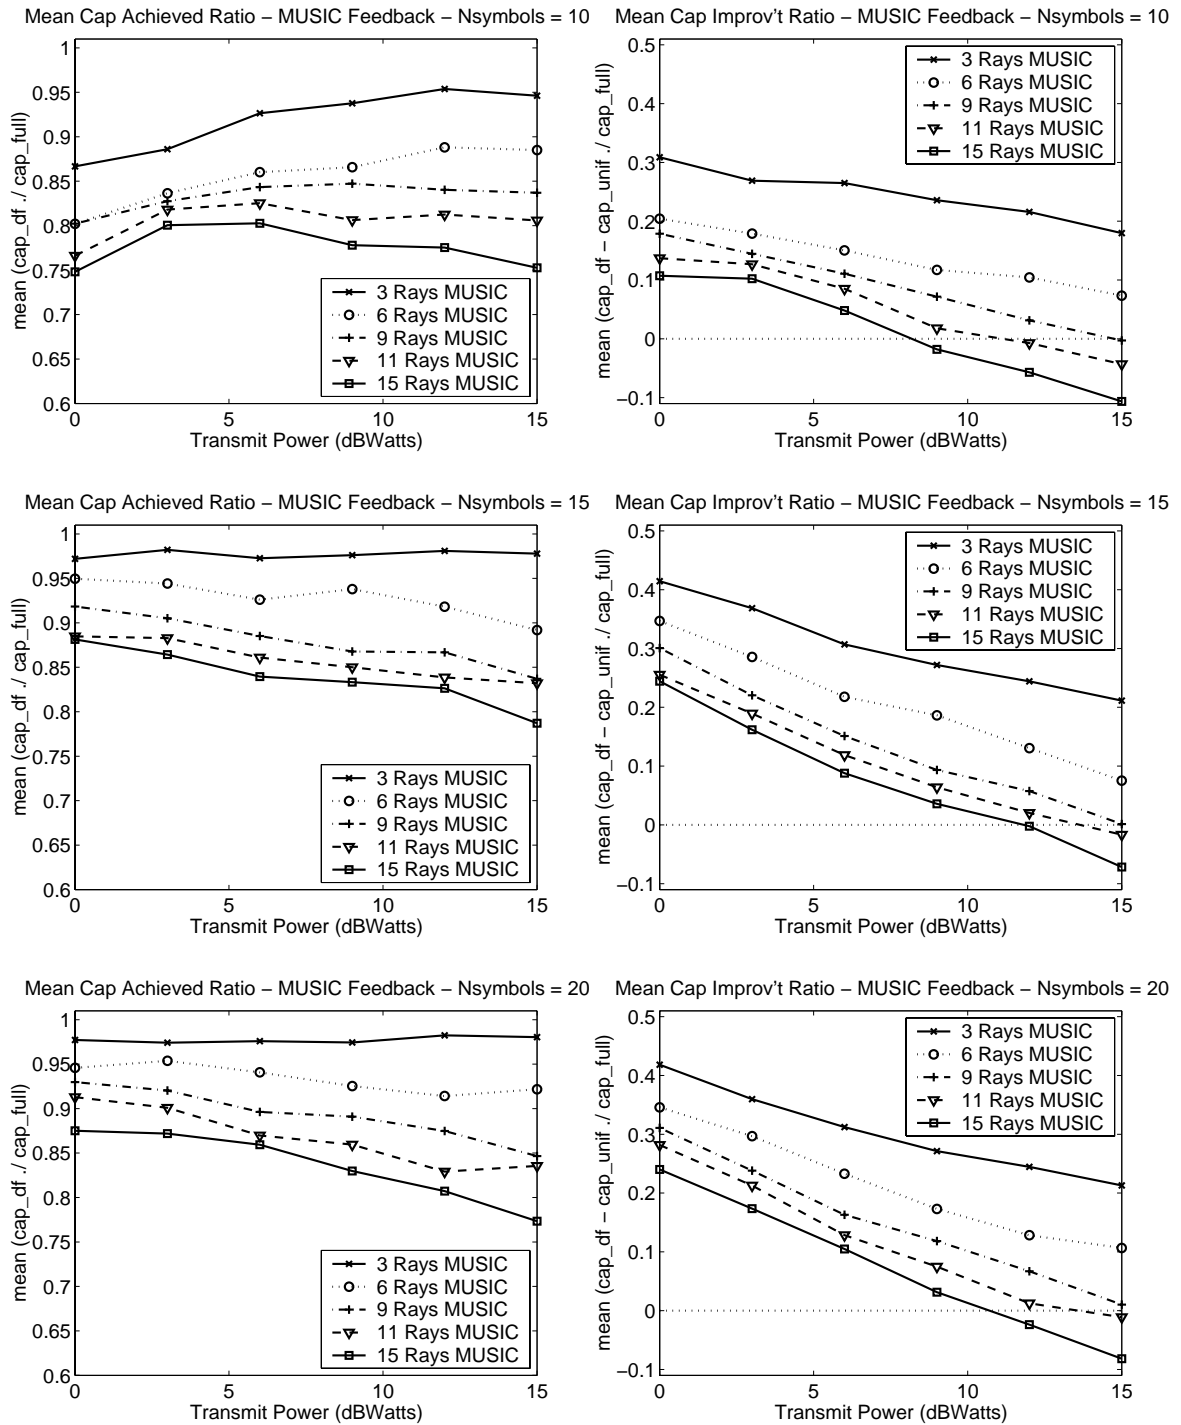 Mean Cap Achieved Ratio − MUSIC Feedback − Nsymbols = 10
1
0.95
0.9
0.85
0.8
0.75
0.7
0.65
0.6
mean (cap_df ./ cap_full)
3 Rays MUSIC
6 Rays MUSIC
9 Rays MUSIC
11 Rays MUSIC
15 Rays MUSIC
0 5 10 15
Transmit Power (dBWatts)
Mean Cap Improv't Ratio − MUSIC Feedback − Nsymbols = 10
0.5
0.4
0.3
0.2
0.1
0
−0.1
mean (cap_df − cap_unif ./ cap_full)
3 Rays MUSIC
6 Rays MUSIC
9 Rays MUSIC
11 Rays MUSIC
15 Rays MUSIC
0 5 10 15
Transmit Power (dBWatts)
Mean Cap Achieved Ratio − MUSIC Feedback − Nsymbols = 15
1
0.95
0.9
0.85
0.8
0.75
0.7
0.65
0.6
mean (cap_df ./ cap_full)
3 Rays MUSIC
6 Rays MUSIC
9 Rays MUSIC
11 Rays MUSIC
15 Rays MUSIC
0 5 10 15
Transmit Power (dBWatts)
Mean Cap Improv't Ratio − MUSIC Feedback − Nsymbols = 15
0.5
0.4
0.3
0.2
0.1
0
−0.1
mean (cap_df − cap_unif ./ cap_full)
3 Rays MUSIC
6 Rays MUSIC
9 Rays MUSIC
11 Rays MUSIC
15 Rays MUSIC
0 5 10 15
Transmit Power (dBWatts)
Mean Cap Achieved Ratio − MUSIC Feedback − Nsymbols = 20
1
0.95
0.9
0.85
0.8
0.75
0.7
0.65
0.6
mean (cap_df ./ cap_full)
3 Rays MUSIC
6 Rays MUSIC
9 Rays MUSIC
11 Rays MUSIC
15 Rays MUSIC
0 5 10 15
Transmit Power (dBWatts)
Mean Cap Improv't Ratio − MUSIC Feedback − Nsymbols = 20
0.5
0.4
0.3
0.2
0.1
0
−0.1
mean (cap_df − cap_unif ./ cap_full)
3 Rays MUSIC
6 Rays MUSIC
9 Rays MUSIC
11 Rays MUSIC
15 Rays MUSIC
0 5 10 15
Transmit Power (dBWatts)